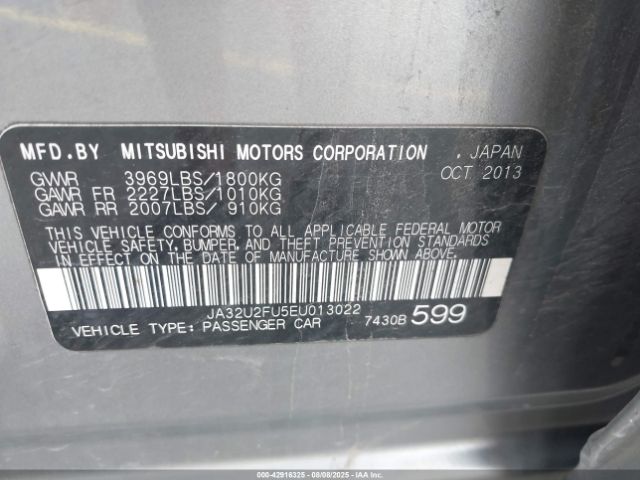 MFD.BY MITSUBISHI MOTORS CORPORATION , JAPAN
GVWR 3969LBS/1800KG OCT 2013
GAWR FR 2227LBS/1010KG
GAWR RR 2007LBS/ 910KG
THIS VEHICLE CONFORMS TO ALL APPLICABLE FEDERAL MOTOR
VEHICLE SAFETY, BUMPER, AND THEFT PREVENTION STANDARDS
IN EFFECT ON THE DATE OF MANUFACTURE SHOWN ABOVE.
JA32U2FU5EU013022
VEHICLE TYPE: PASSENGER CAR 7430B 599
000-42916325 - 08/08/2025 - IAAI.COM